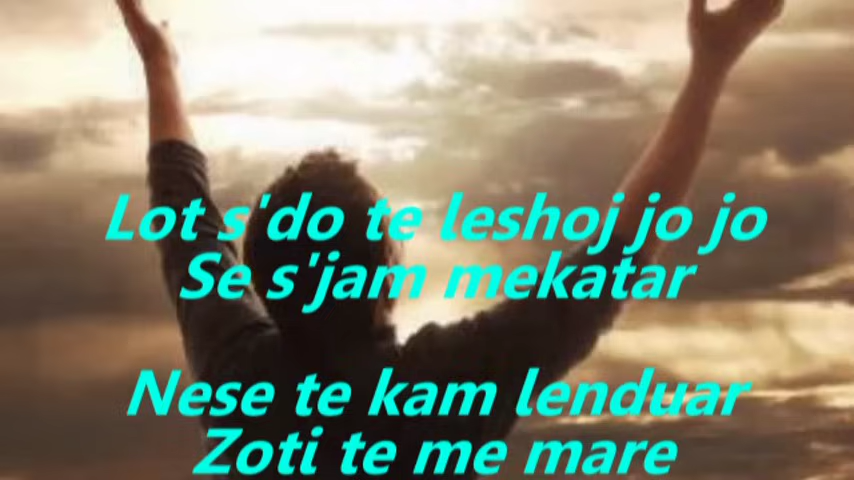 Lot s'do te leshoj jo jo
Se s'jam mekatar
Nese te kam lenduar
Zoti te me mare